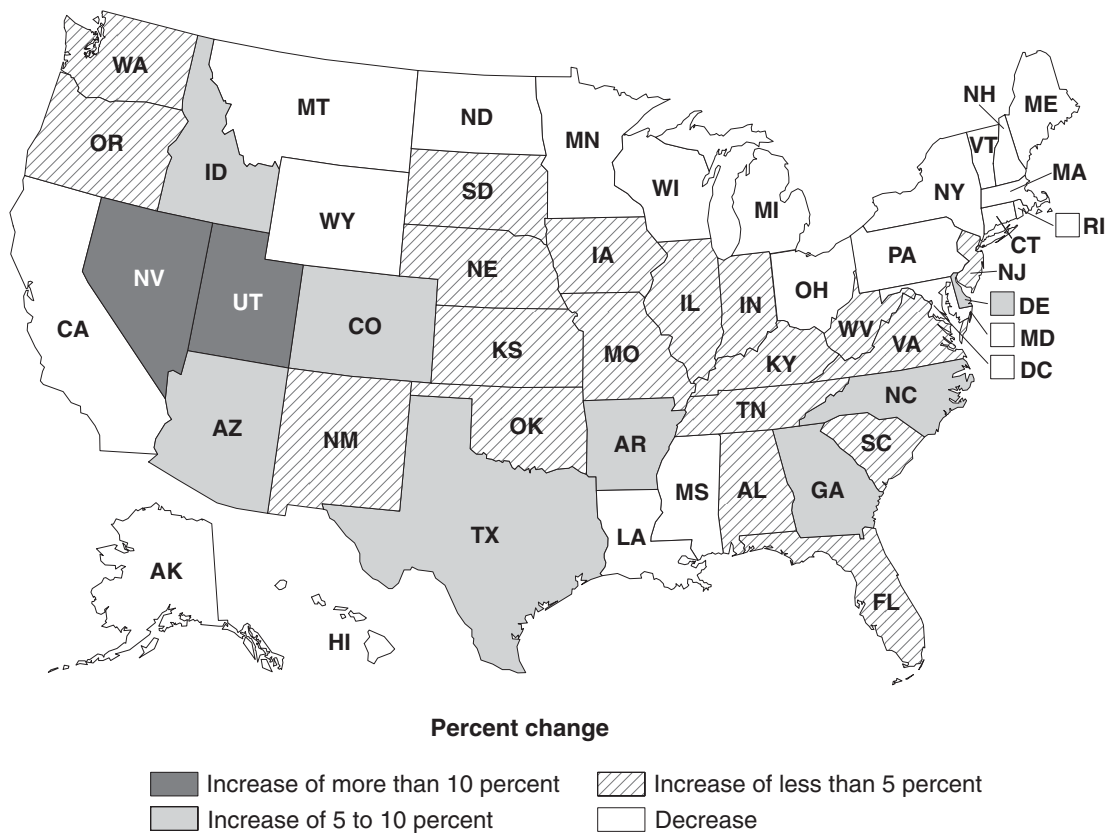 WA
MT
ND
MN
NH
ME
VT
OR
ID
SD
WI
MI
NY
MA
WY
RI
CT
NV
UT
NE
IA
PA
NJ
CA
CO
IL
IN
OH
DE
WV
VA
MD
KS
MO
KY
DC
AZ
NM
OK
AR
TN
NC
SC
MS
AL
GA
TX
LA
AK
FL
HI
Percent change
Increase of more than 10 percent
Increase of less than 5 percent
Increase of 5 to 10 percent
Decrease